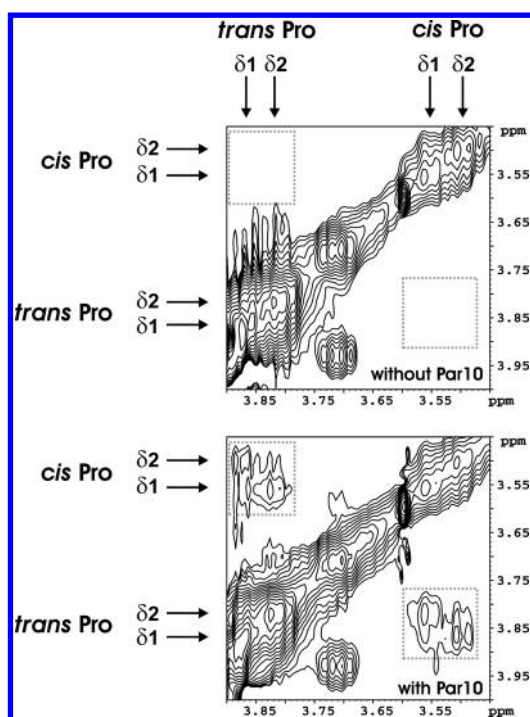 trans Pro cis Pro
δ1 δ2 δ1 δ2
ppm
cis Pro
δ2
δ1
3.55
3.65
3.75
trans Pro
δ2
δ1
3.85
3.95
without Par10
3.85 3.75 3.65 3.55 ppm
ppm
cis Pro
δ2
δ1
3.55
3.65
3.75
trans Pro
δ2
δ1
3.85
3.95
with Par10
3.85 3.75 3.65 3.55 ppm